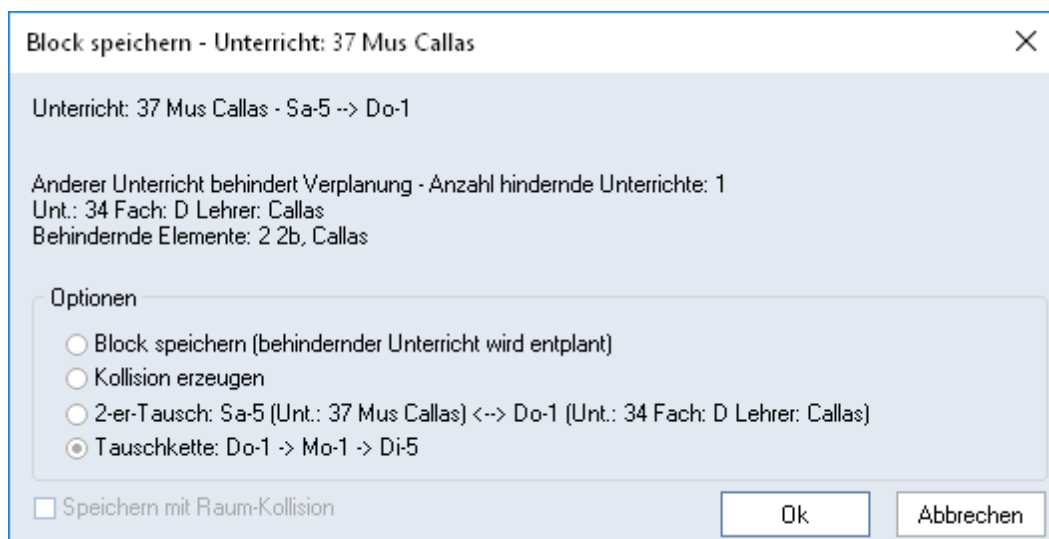 Block speichern - Unterricht: 37 Mus Callas
Unterricht: 37 Mus Callas - Sa-5 --> Do-1
Anderer Unterricht behindert Verplanung - Anzahl hindernde Unterrichte: 1
Unt.: 34 Fach: D Lehrer: Callas
Behindernde Elemente: 2 2b, Callas
Optionen
Block speichern (behindernder Unterricht wird entplant)
Kollision erzeugen
2-er-Tausch: Sa-5 (Unt.: 37 Mus Callas) <--> Do-1 (Unt.: 34 Fach: D Lehrer: Callas)
Tauschkette: Do-1 -> Mo-1 -> Di-5
Speichern mit Raum-Kollision
Ok
Abbrechen